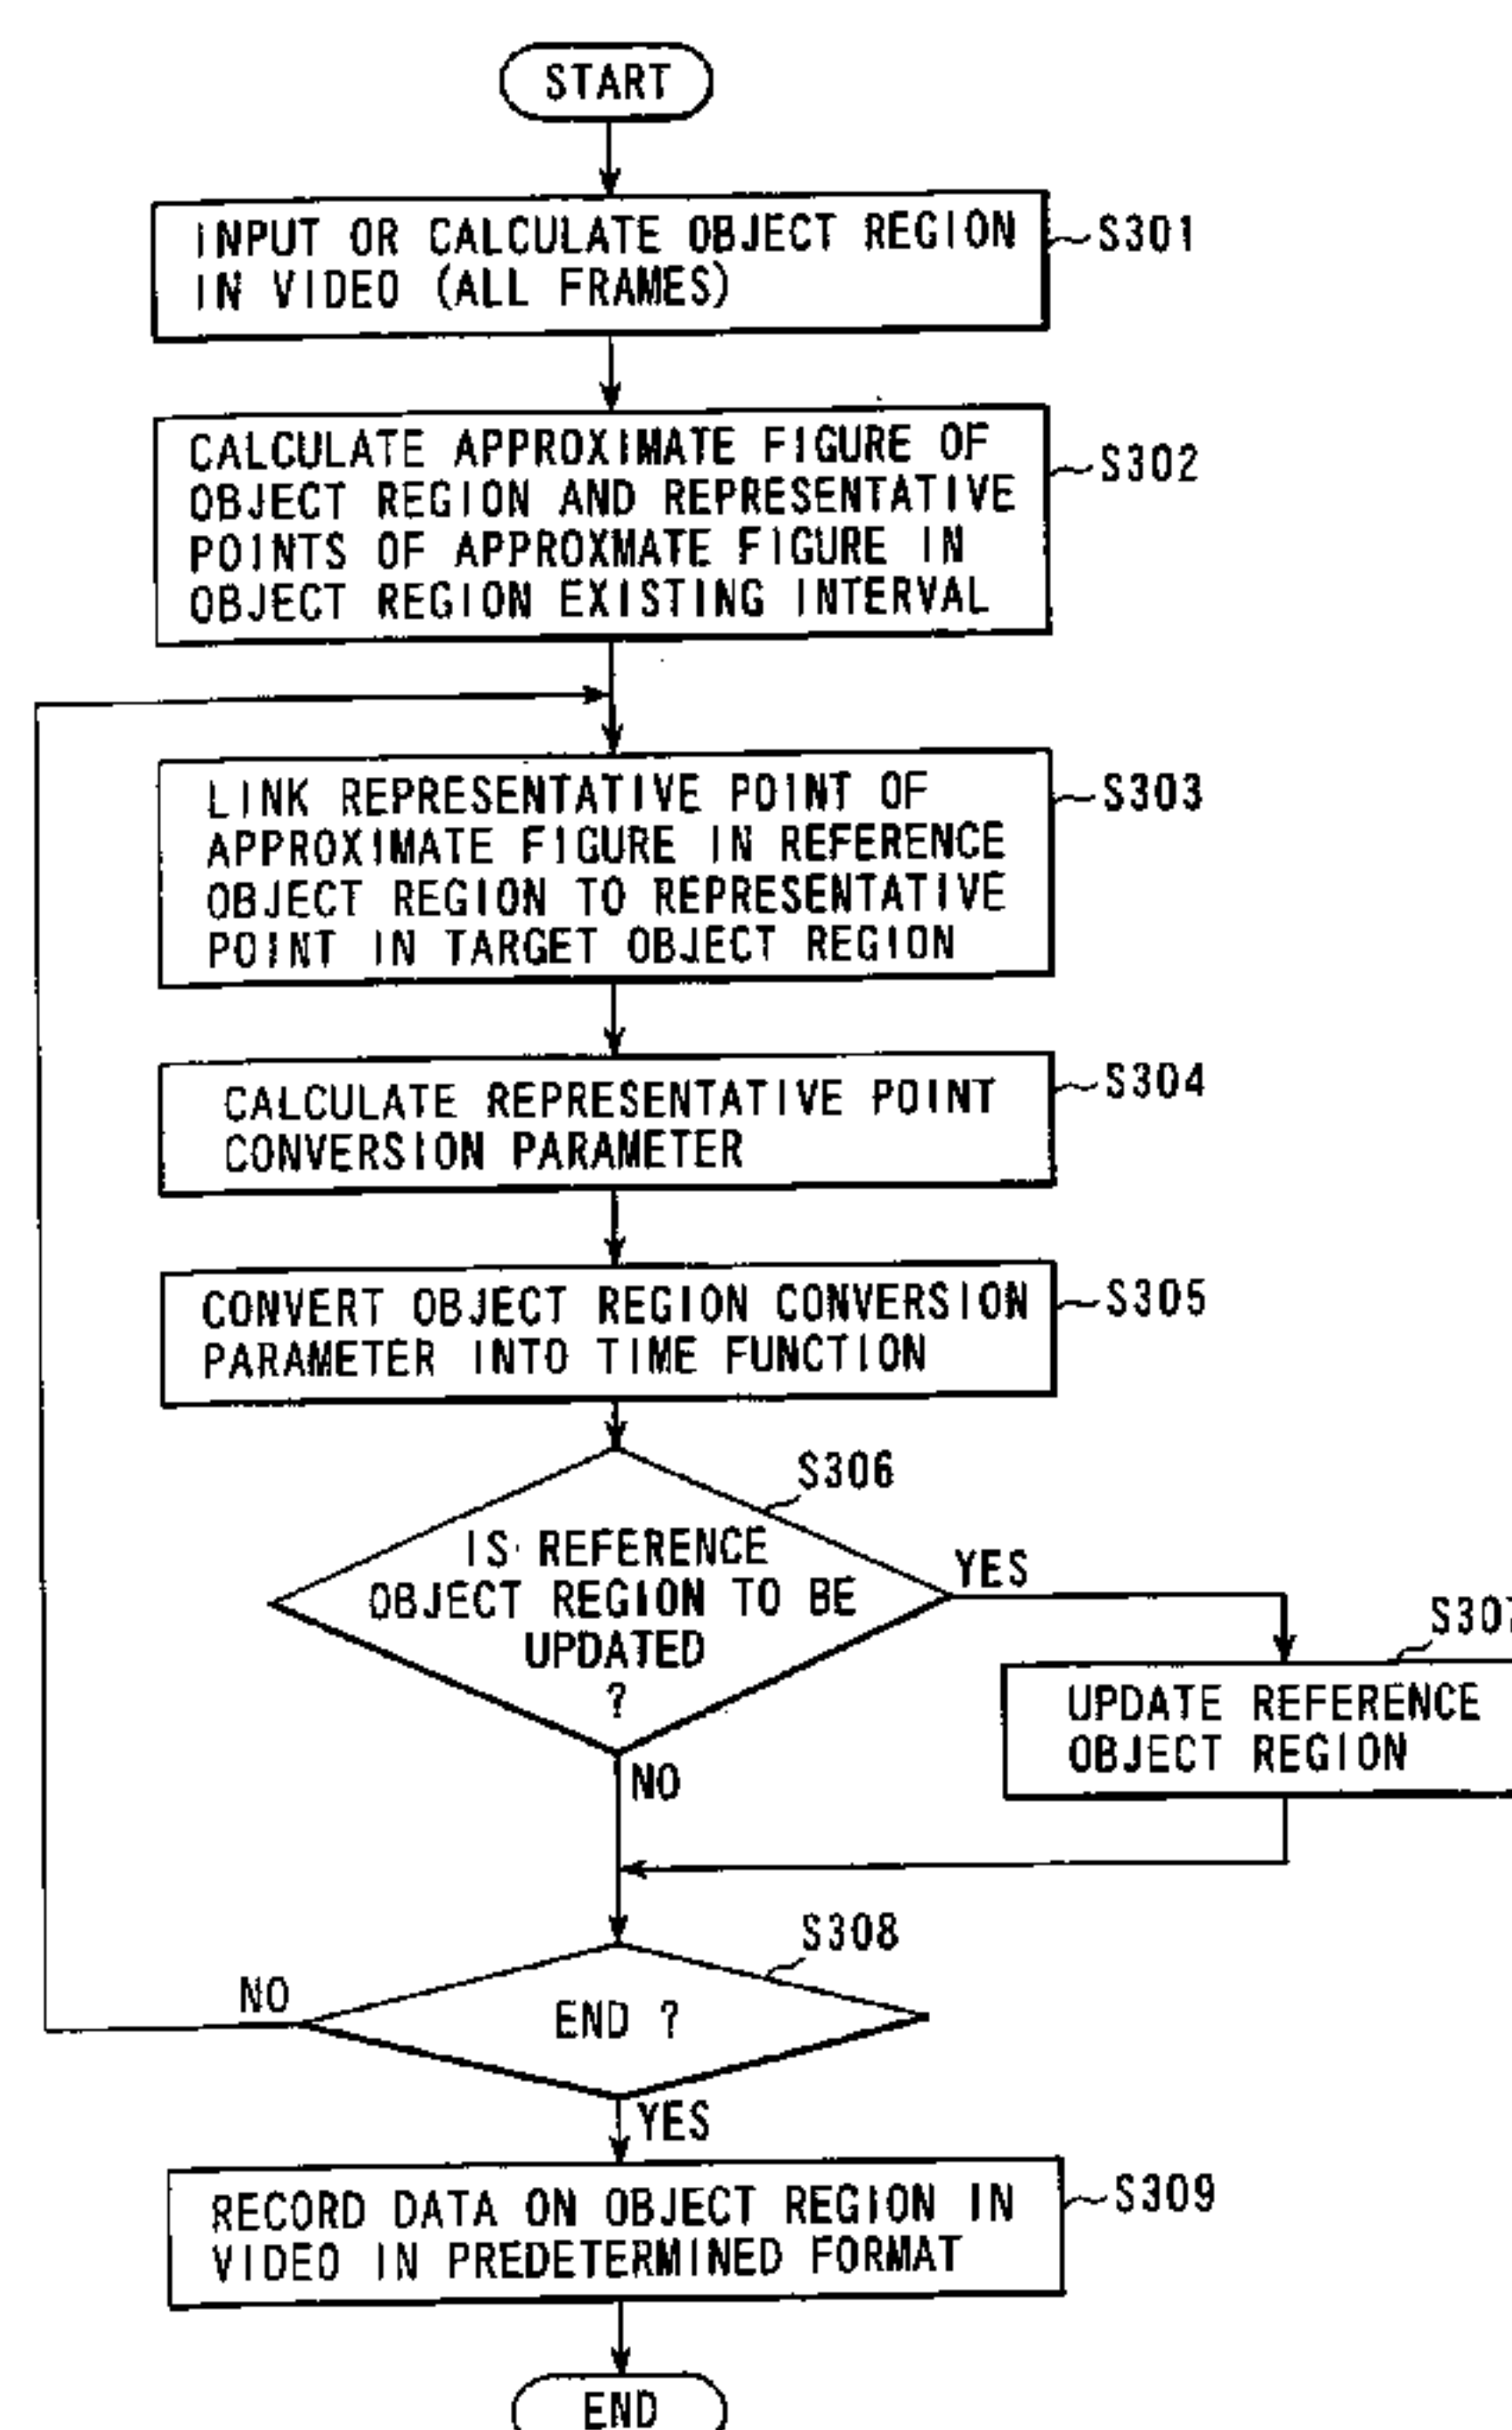 START
INPUT OR CALCULATE OBJECT REGION
IN VIDEO (ALL FRAMES)
S301
CALCULATE APPROXIMATE FIGURE OF
OBJECT REGION AND REPRESENTATIVE
POINTS OF APPROXMATE FIGURE IN
OBJECT REGION EXISTING INTERVAL
S302
LINK REPRESENTATIVE POINT OF
APPROXIMATE FIGURE IN REFERENCE
OBJECT REGION TO REPRESENTATIVE
POINT IN TARGET OBJECT REGION
S303
CALCULATE REPRESENTATIVE POINT
CONVERSION PARAMETER
S304
CONVERT OBJECT REGION CONVERSION
PARAMETER INTO TIME FUNCTION
S305
S306
IS REFERENCE
OBJECT REGION TO BE
UPDATED
?
YES
S307
UPDATE REFERENCE
OBJECT REGION
NO
S308
NO
END ?
YES
RECORD DATA ON OBJECT REGION IN
VIDEO IN PREDETERMINED FORMAT
S309
END